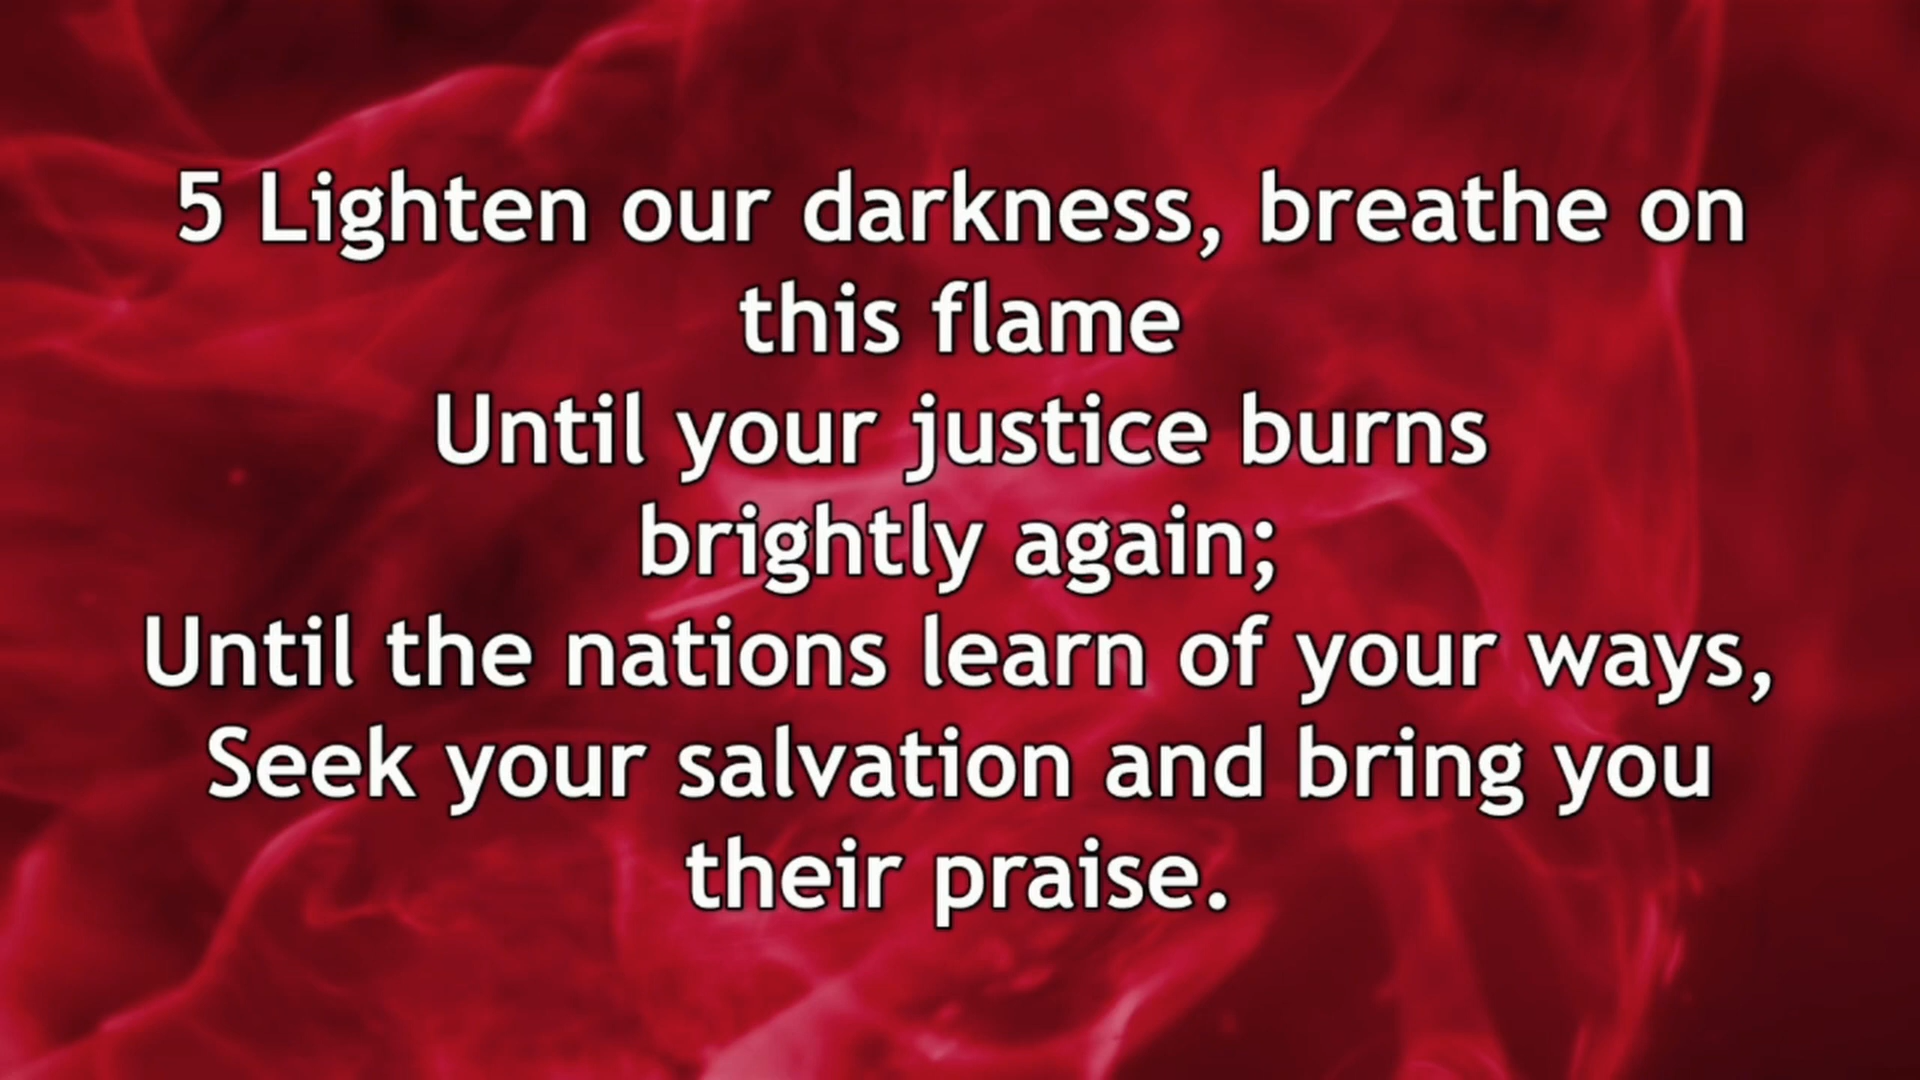 5 Lighten our darkness, breathe on
this flame
Until your justice burns
brightly again;
Until the nations learn of your ways,
Seek your salvation and bring you
their praise.